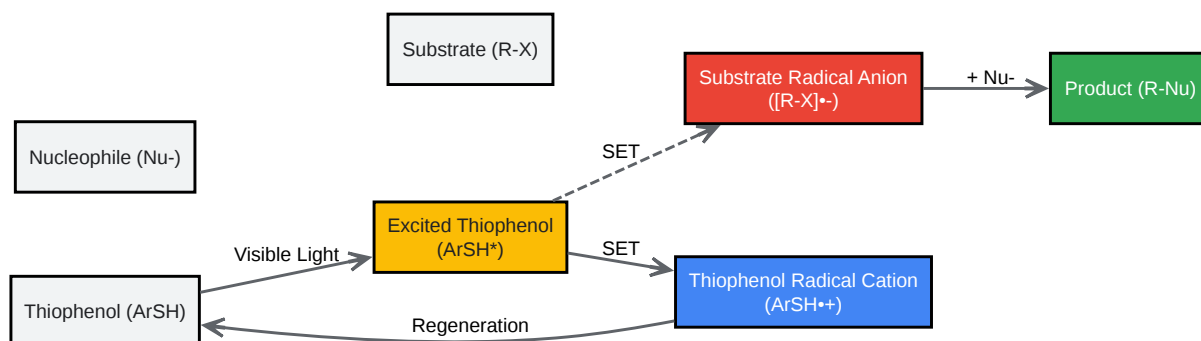 Substrate (R-X)
Substrate Radical Anion
([R-X]•-)
+ Nu-
Product (R-Nu)
Nucleophile (Nu-)
SET
Excited Thiophenol
(ArSH*)
Visible Light
SET
Thiophenol (ArSH)
Thiophenol Radical Cation
(ArSH•+)
Regeneration